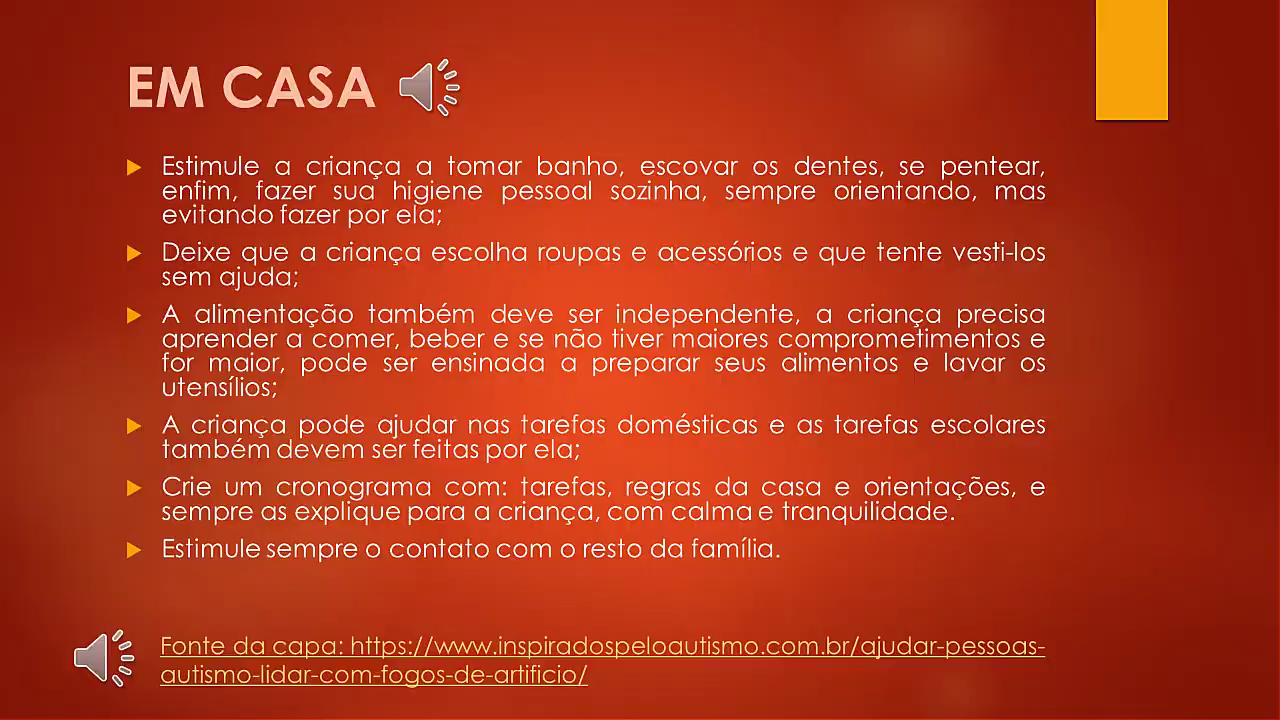 EM CASA
Estimule a criança a tomar banho, escovar os dentes, se pentear,
enfim, fazer sua higiene pessoal sozinha, sempre orientando, mas
evitando fazer por ela;
Deixe que a criança escolha roupas e acessórios e que tente vesti-los
sem ajuda;
A alimentação também deve ser independente, a criança precisa
aprender a comer, beber e se não tiver maiores comprometimentos e
for maior, pode ser ensinada a preparar seus alimentos e lavar os
utensílios;
A criança pode ajudar nas tarefas domésticas e as tarefas escolares
também devem ser feitas por ela;
Crie um cronograma com: tarefas, regras da casa e orientações, e
sempre as explique para a criança, com calma e tranquilidade.
Estimule sempre o contato com o resto da família.
Fonte da capa: https://www.inspiradospeloautismo.com.br/ajudar-pessoas-
autismo-lidar-com-fogos-de-artificio/